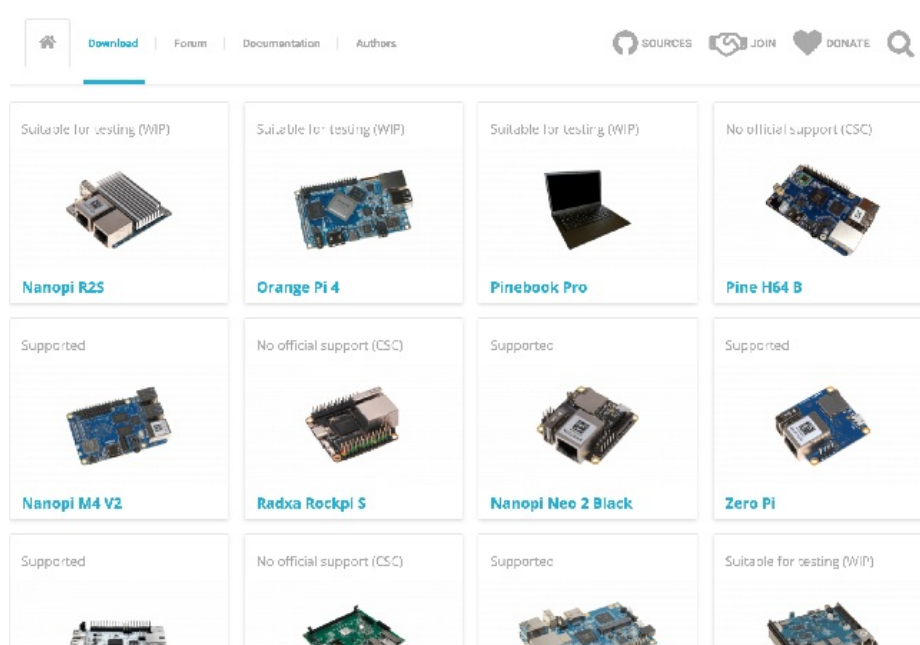 Download Forum Documentation Authors SOURCES JOIN DONATE
Suitable for testing (WIP) Suitable for testing (WIP) Suitable for testing (WIP) No official support (CSC)
Nanopi R2S Orange Pi 4 Pinebook Pro Pine H64 B
Supported No official support (CSC) Supported Supported
Nanopi M4 V2 Radxa Rockpi S Nanopi Neo 2 Black Zero Pi
Supported No official support (CSC) Supported Suitable for testing (WIP)